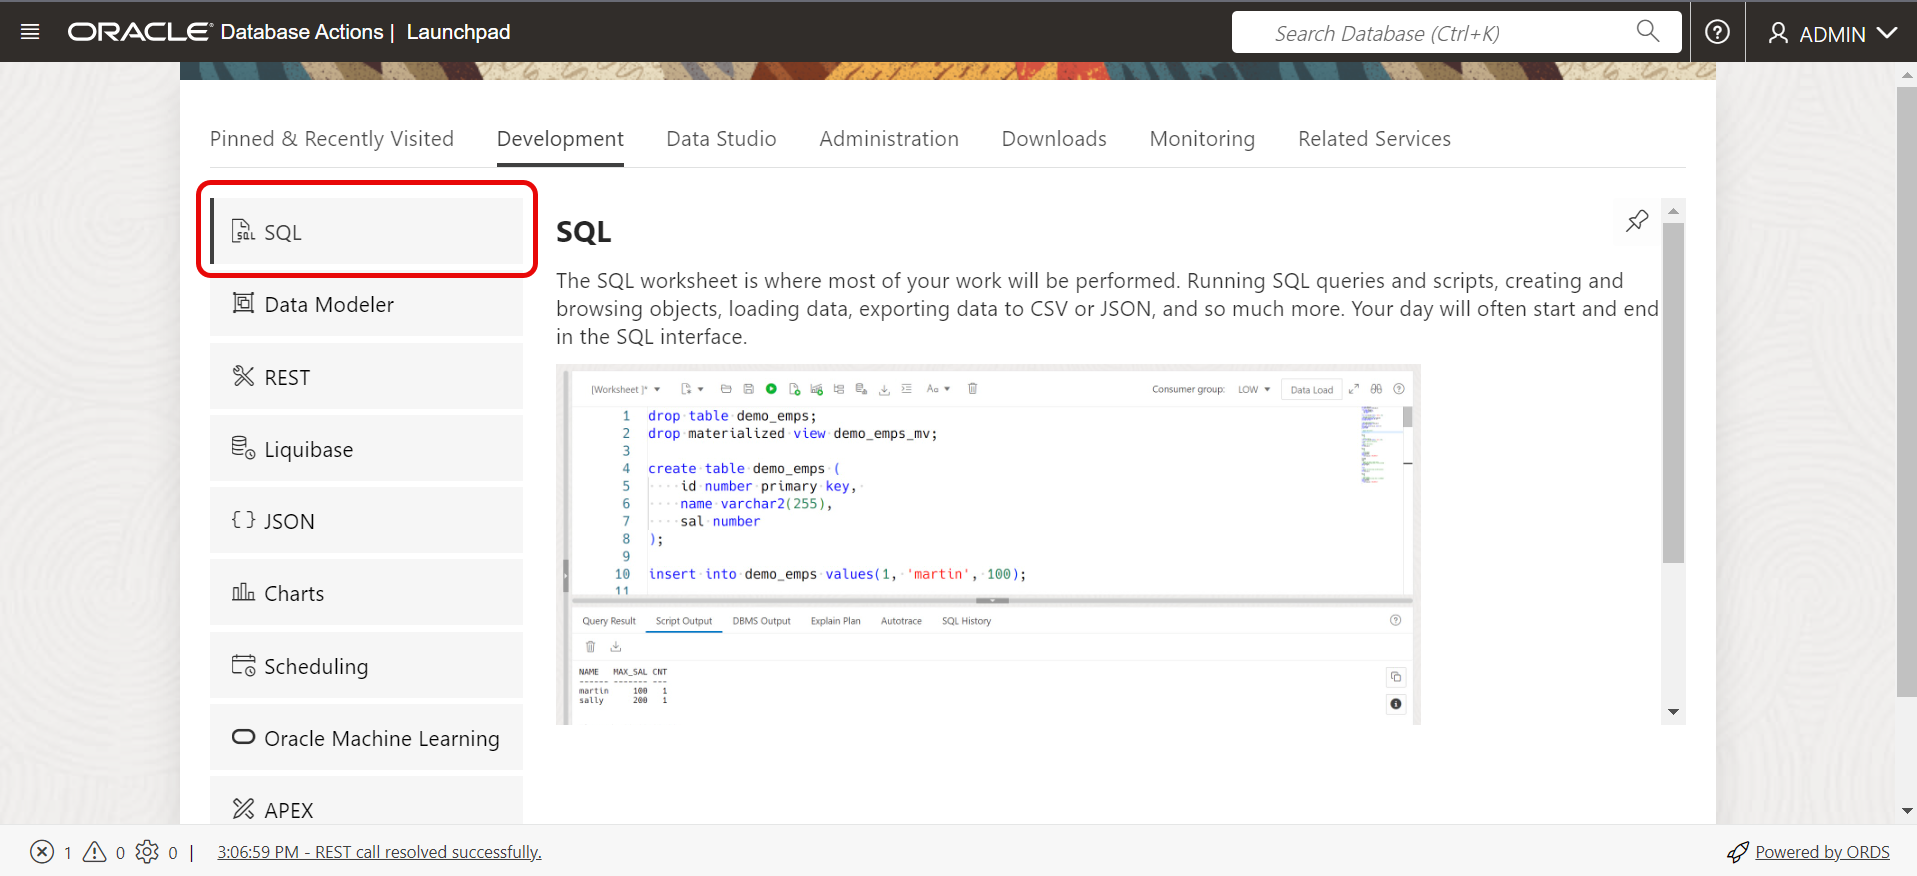 ORACLE Database Actions | Launchpad
Search Database (Ctrl+K)
ADMIN
Pinned & Recently Visited
Development
Data Studio
Administration
Downloads
Monitoring
Related Services
SQL
Data Modeler
REST
Liquibase
JSON
Charts
Scheduling
Oracle Machine Learning
APEX
SQL
The SQL worksheet is where most of your work will be performed. Running SQL queries and scripts, creating and
browsing objects, loading data, exporting data to CSV or JSON, and so much more. Your day will often start and end
in the SQL interface.
[Worksheet ]*
Aa
Consumer group: LOW
Data Load
1 drop table demo_emps;
2 drop materialized view demo_emps_mv;
3
4 create table demo_emps (
5 id number primary key,
6 name varchar2(255),
7 sal number
8 );
9
10 insert into demo_emps values(1, 'martin', 100);
11
Query Result
Script Output
DBMS Output
Explain Plan
Autotrace
SQL History
NAME MAX_SAL CNT
------ ------- ---
martin 100 1
sally 200 1
1 0 0 | 3:06:59 PM - REST call resolved successfully.
Powered by ORDS